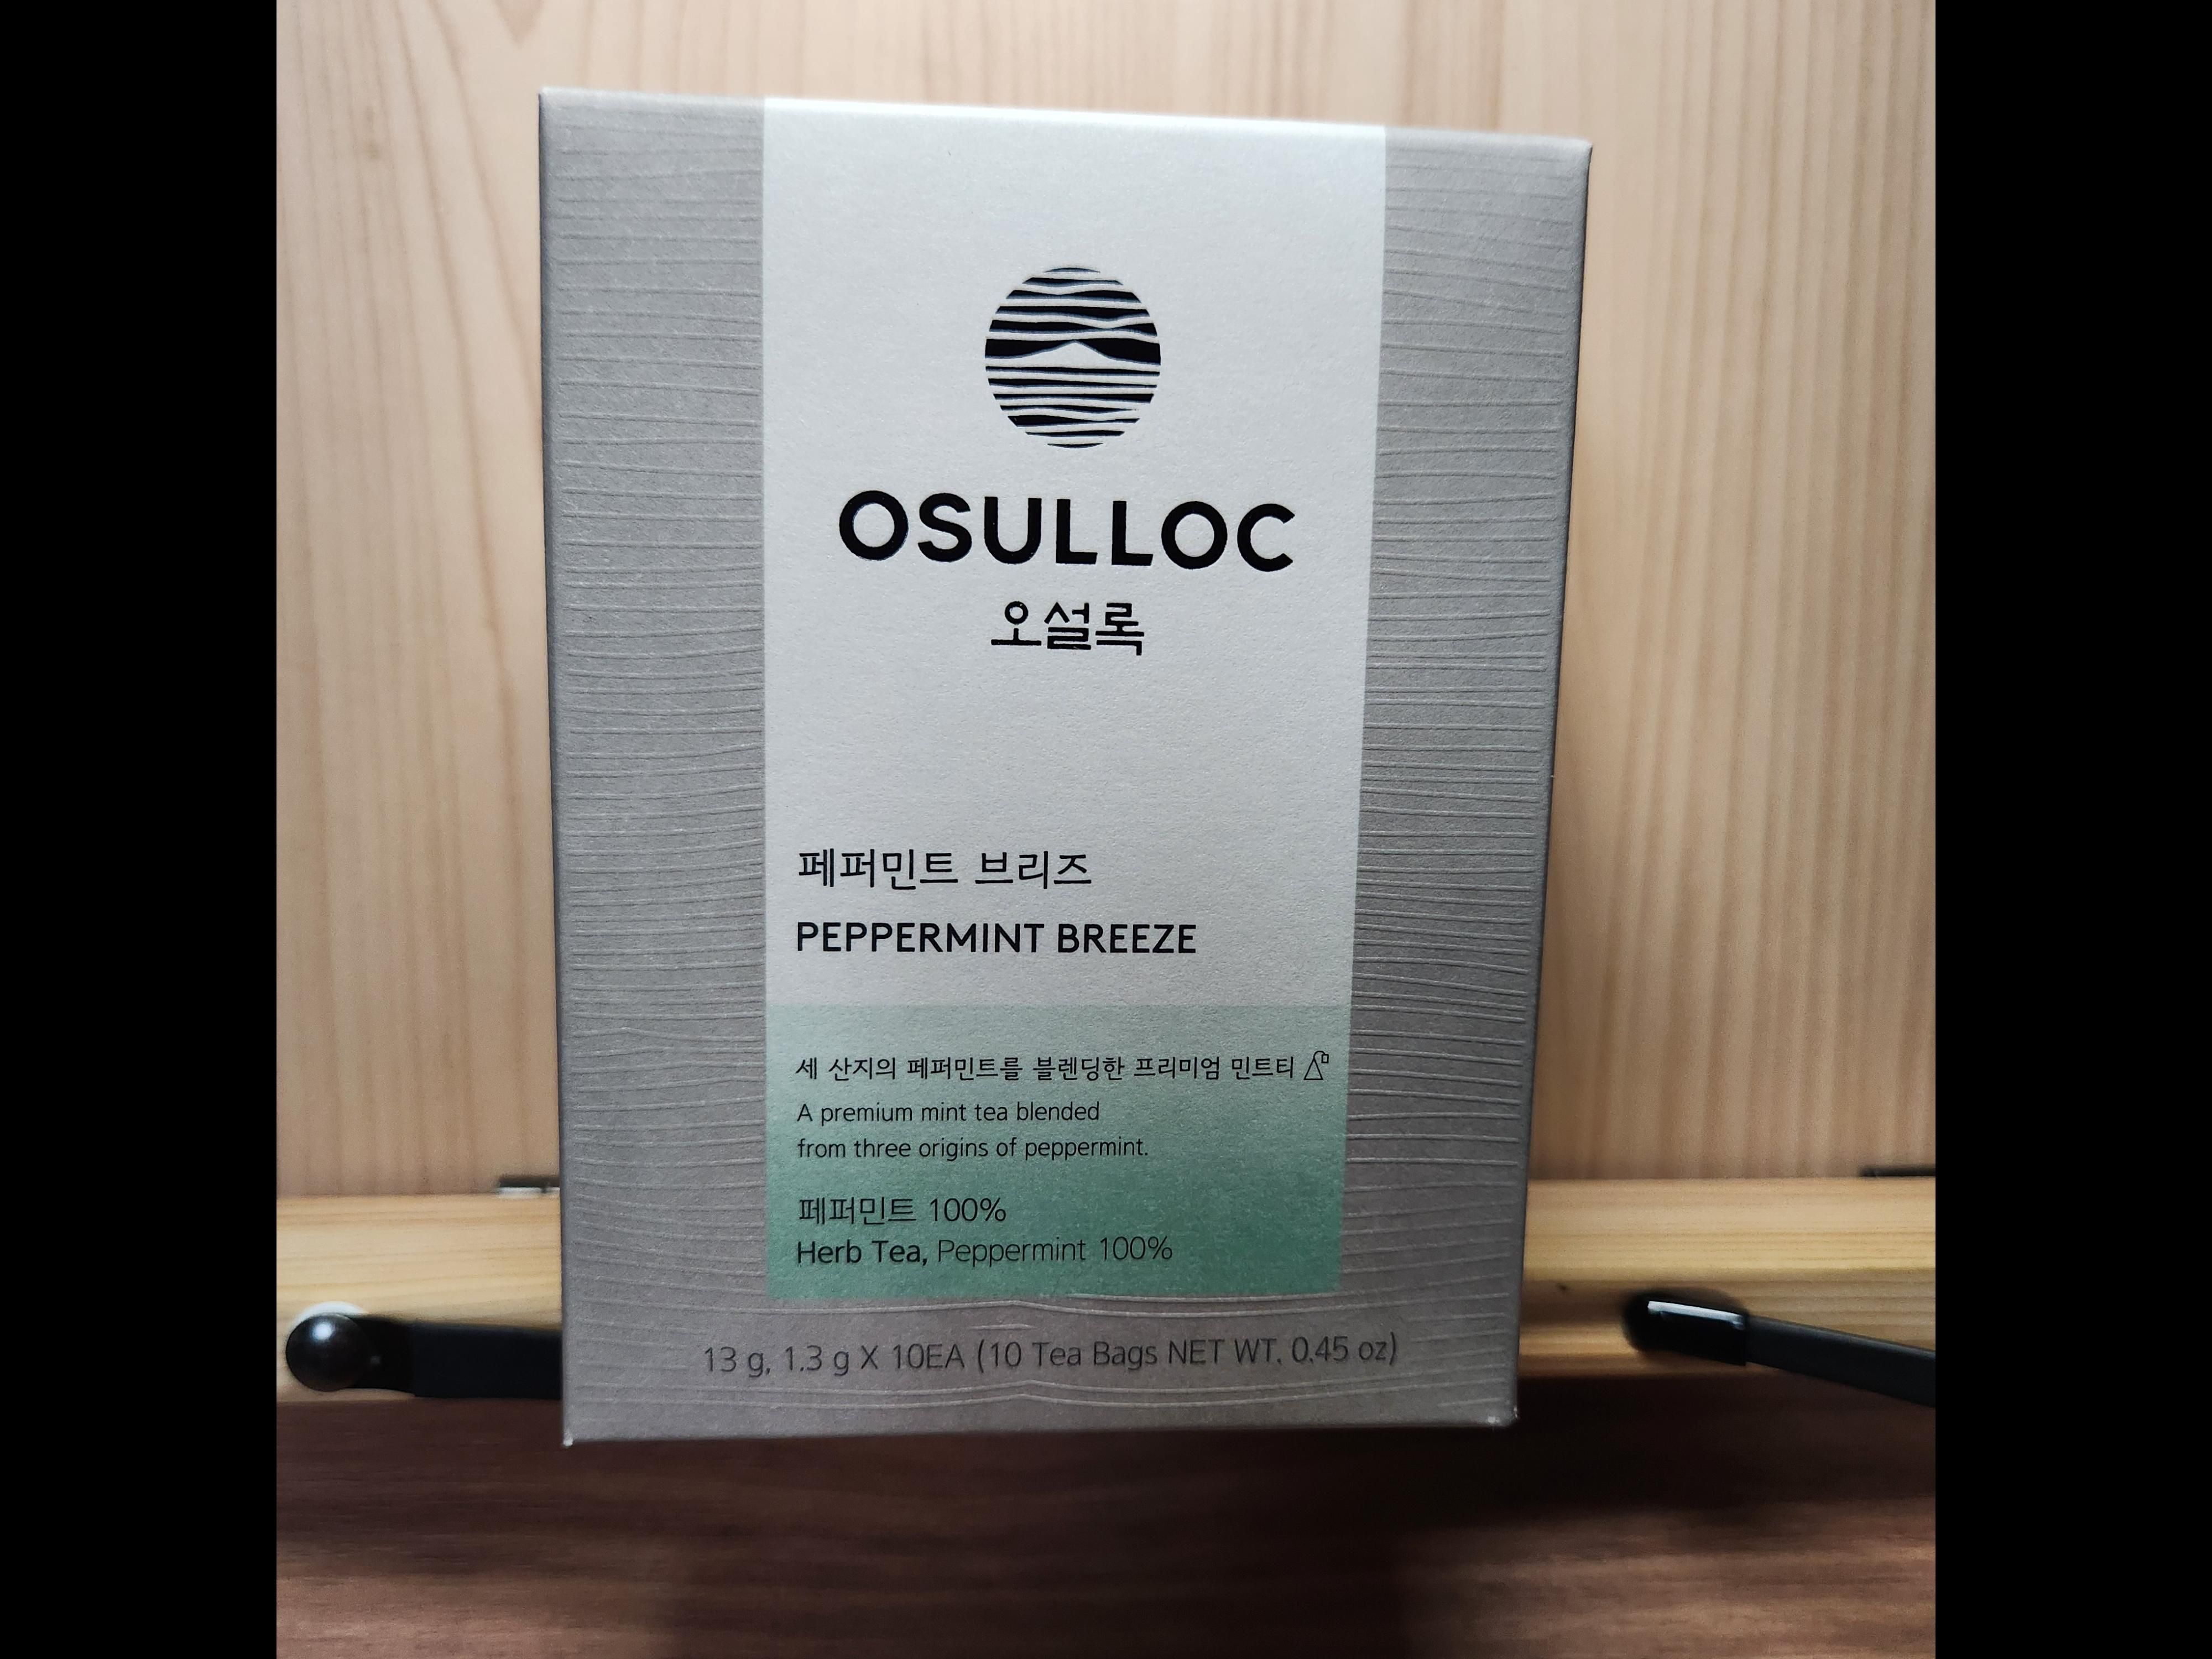 OSULLOC
오설록
페퍼민트 브리즈
PEPPERMINT BREEZE
세 산지의 페퍼민트를 블렌딩한 프리미엄 민트티
A premium mint tea blended
from three origins of peppermint.
페퍼민트 100%
Herb Tea, Peppermint 100%
13 g, 1.3 g X 10EA (10 Tea Bags NET WT. 0.45 oz)